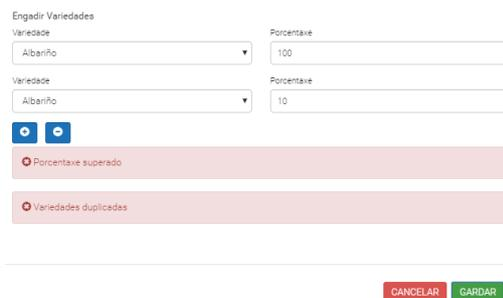 Engadir Variedades
Variedade Porcentaxe
Albariño 100
Variedade Porcentaxe
Albariño 10
Porcentaxe superado
Variedades duplicadas
CANCELAR GARDAR